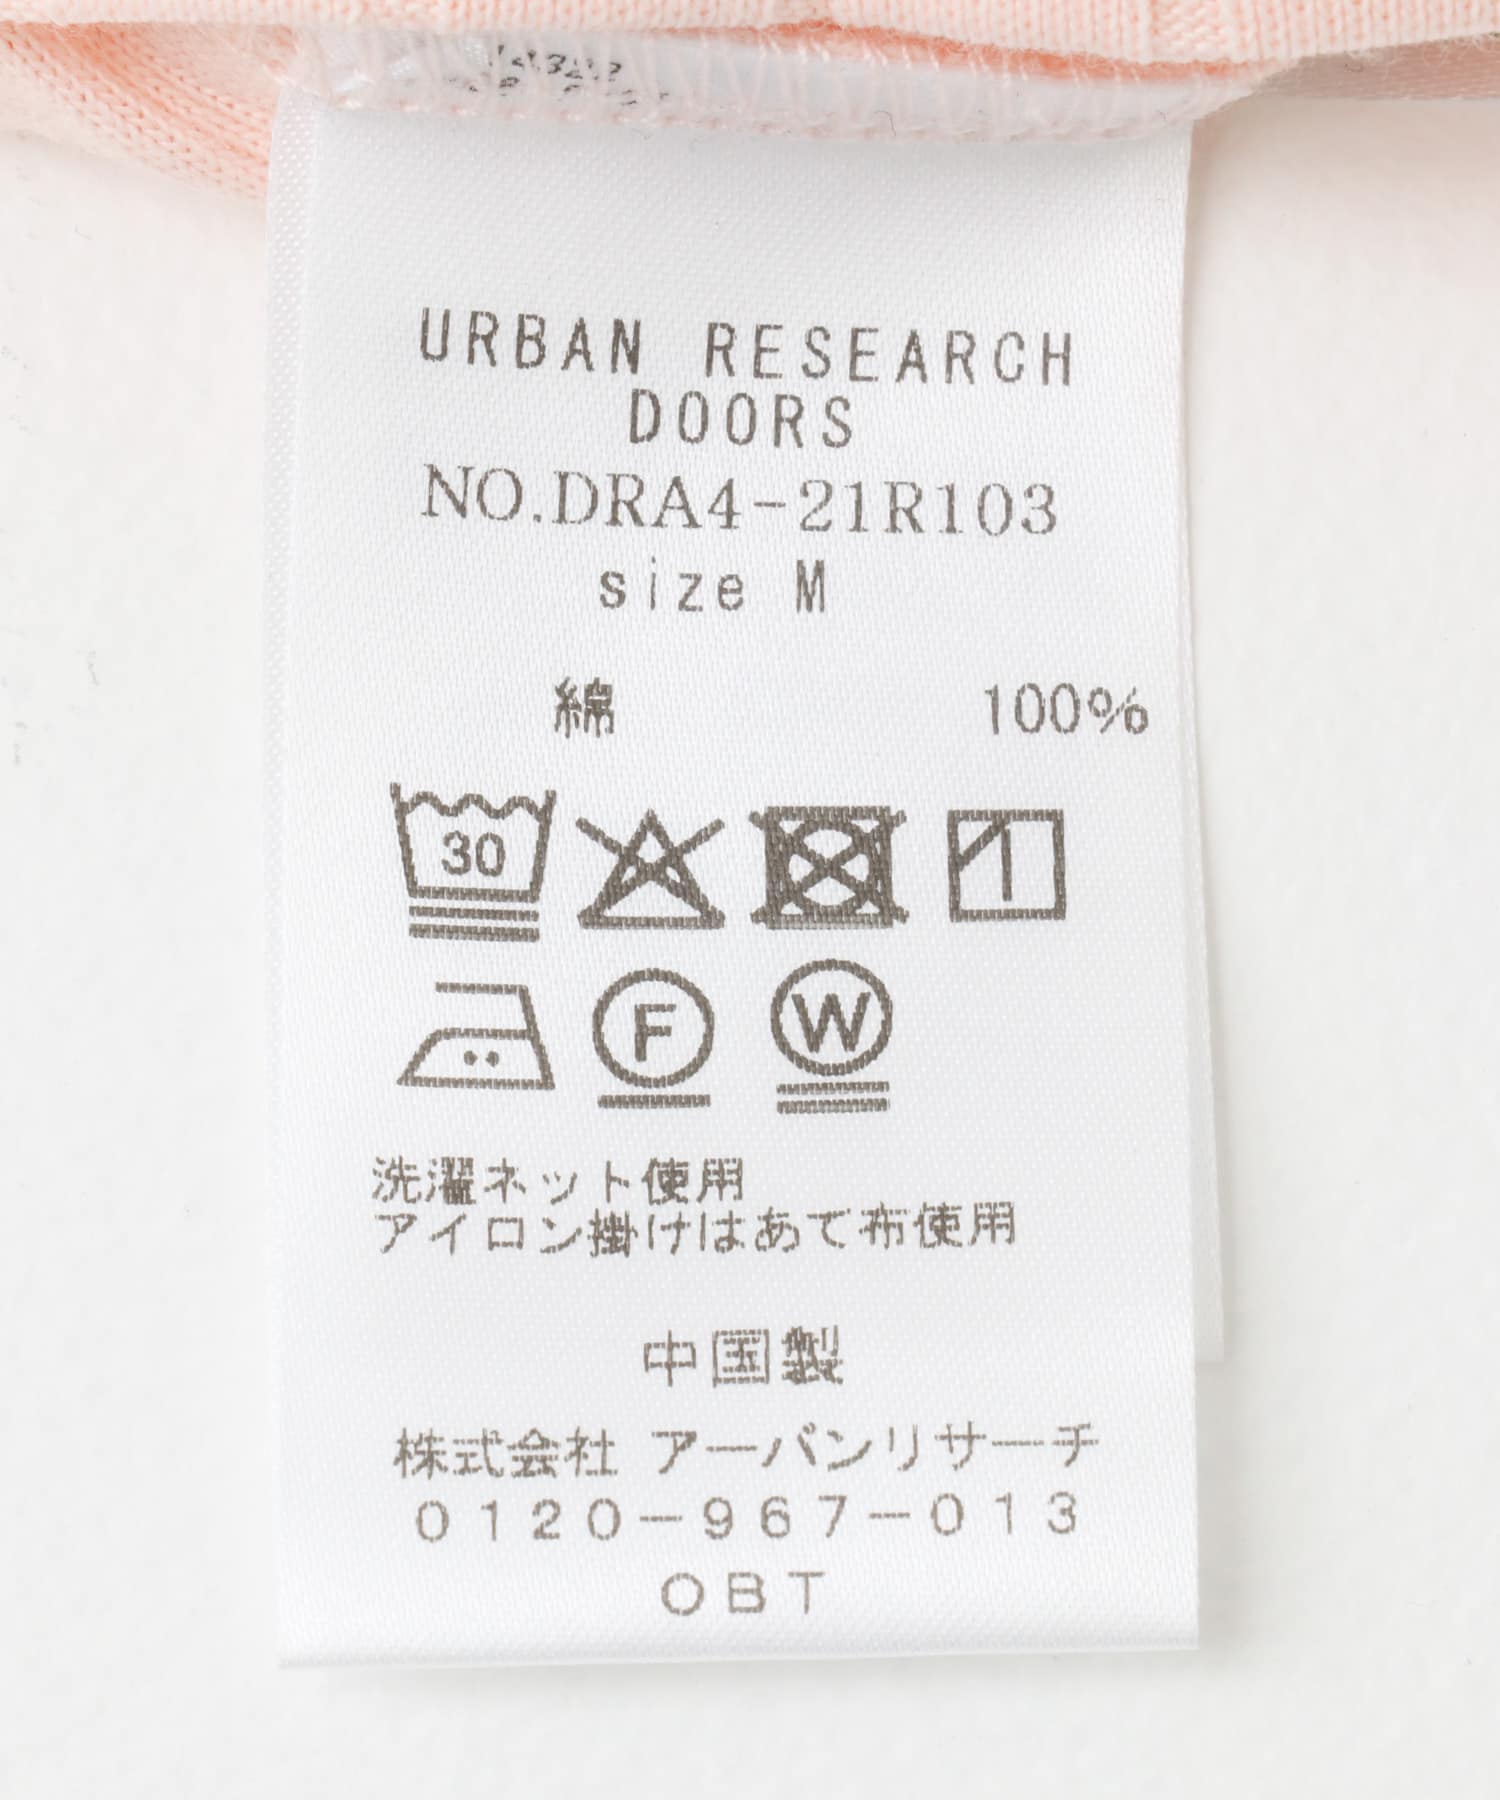 URBAN RESEARCH
DOORS
NO.DRA4-21R103
size M
綿 100%
30
F
W
洗濯ネット使用
アイロン掛けはあて布使用
中国製
株式会社 アーバンリサーチ
0120-967-013
OBT